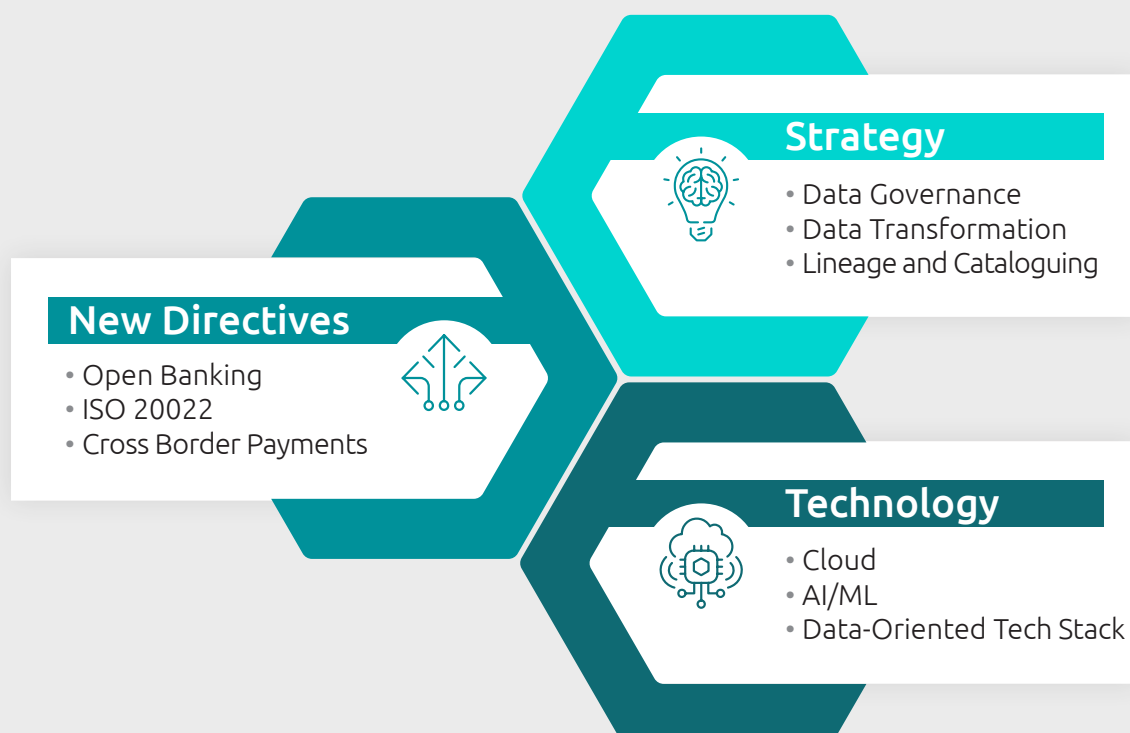 Strategy
• Data Governance
• Data Transformation
• Lineage and Cataloguing
New Directives
• Open Banking
• ISO 20022
• Cross Border Payments
Technology
• Cloud
• AI/ML
• Data-Oriented Tech Stack